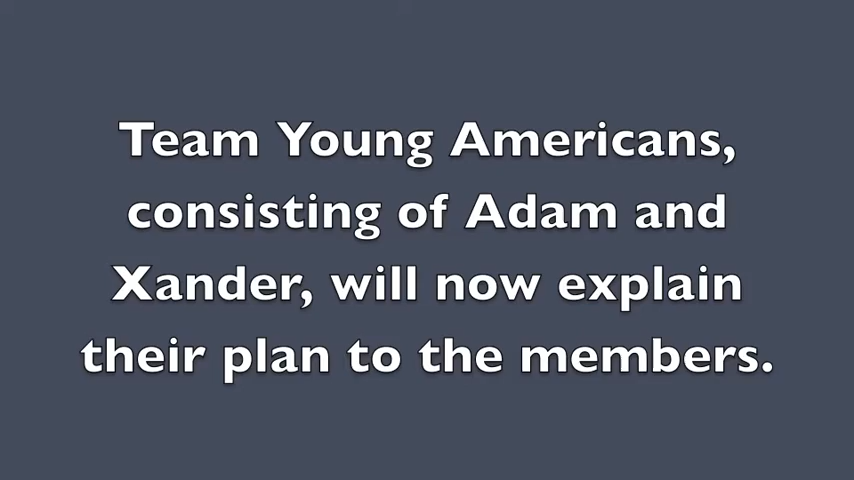 Team Young Americans,
consisting of Adam and
Xander, will now explain
their plan to the members.